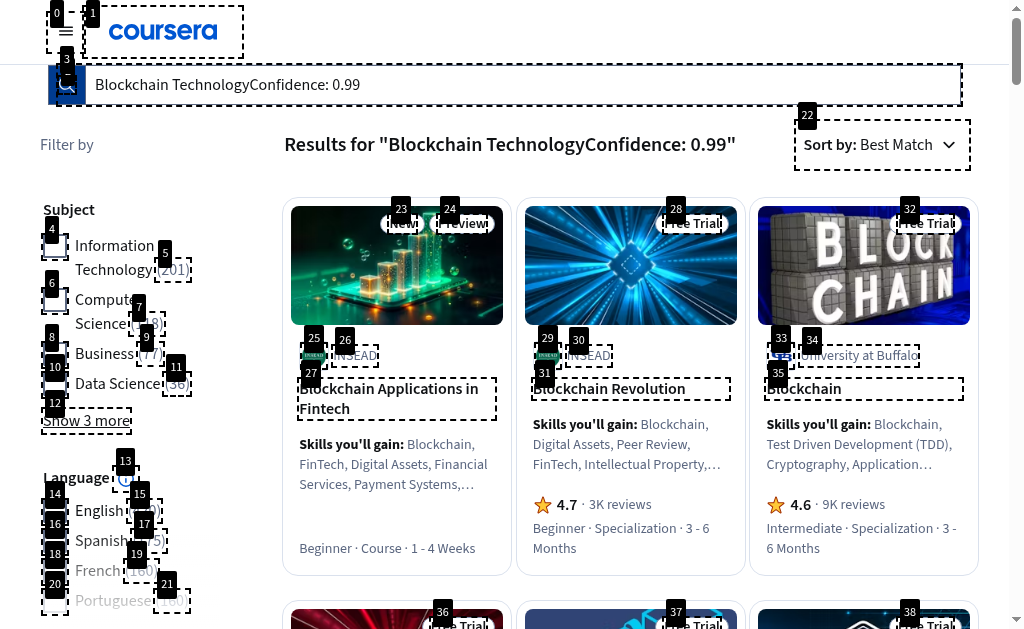 0
1
coursera
3
Blockchain TechnologyConfidence: 0.99
22
Filter by
Results for "Blockchain TechnologyConfidence: 0.99"
Sort by: Best Match
Subject
4
Information
Technology (201)
5
6
Computer
Science
7
8
9
Business (77)
10
11
Data Science (36)
12
Show 3 more
13
Language
14
15
English
16
17
Spanish
18
19
French (160)
20
21
Portuguese (160)
23
24
New
Preview
25
26
INSEAD
27
Blockchain Applications in
Fintech
Skills you'll gain: Blockchain,
FinTech, Digital Assets, Financial
Services, Payment Systems,…
Beginner · Course · 1 - 4 Weeks
28
Free Trial
29
30
INSEAD
31
Blockchain Revolution
Skills you'll gain: Blockchain,
Digital Assets, Peer Review,
FinTech, Intellectual Property,…
4.7 · 3K reviews
Beginner · Specialization · 3 - 6
Months
32
Free Trial
BLOCK
CHAIN
33
34
University at Buffalo
35
Blockchain
Skills you'll gain: Blockchain,
Test Driven Development (TDD),
Cryptography, Application…
4.6 · 9K reviews
Intermediate · Specialization · 3 -
6 Months
36
Free Trial
37
Free Trial
38
Free Trial